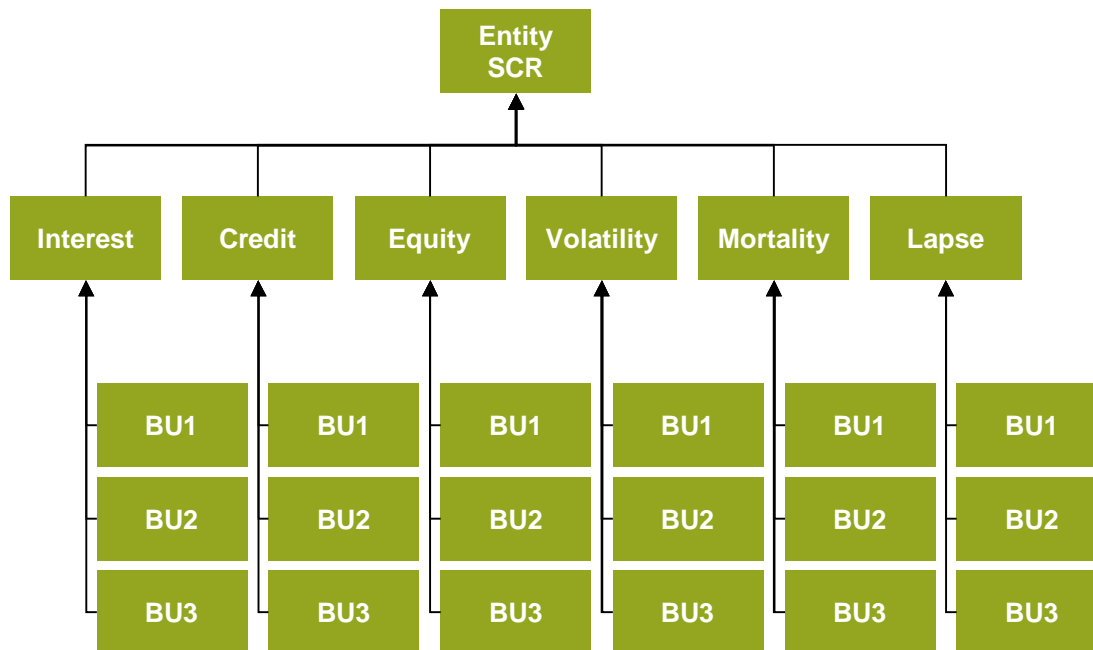 Entity
SCR
Interest
Credit
Equity
Volatility
Mortality
Lapse
BU1
BU1
BU1
BU1
BU1
BU1
BU2
BU2
BU2
BU2
BU2
BU2
BU3
BU3
BU3
BU3
BU3
BU3